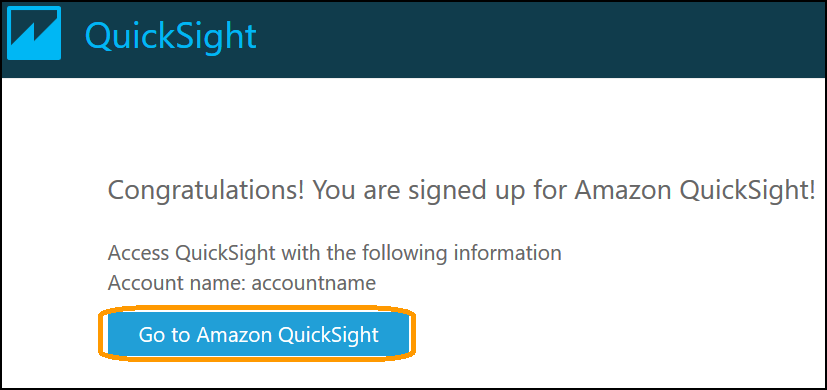 QuickSight
Congratulations! You are signed up for Amazon QuickSight!
Access QuickSight with the following information
Account name: accountname
Go to Amazon QuickSight